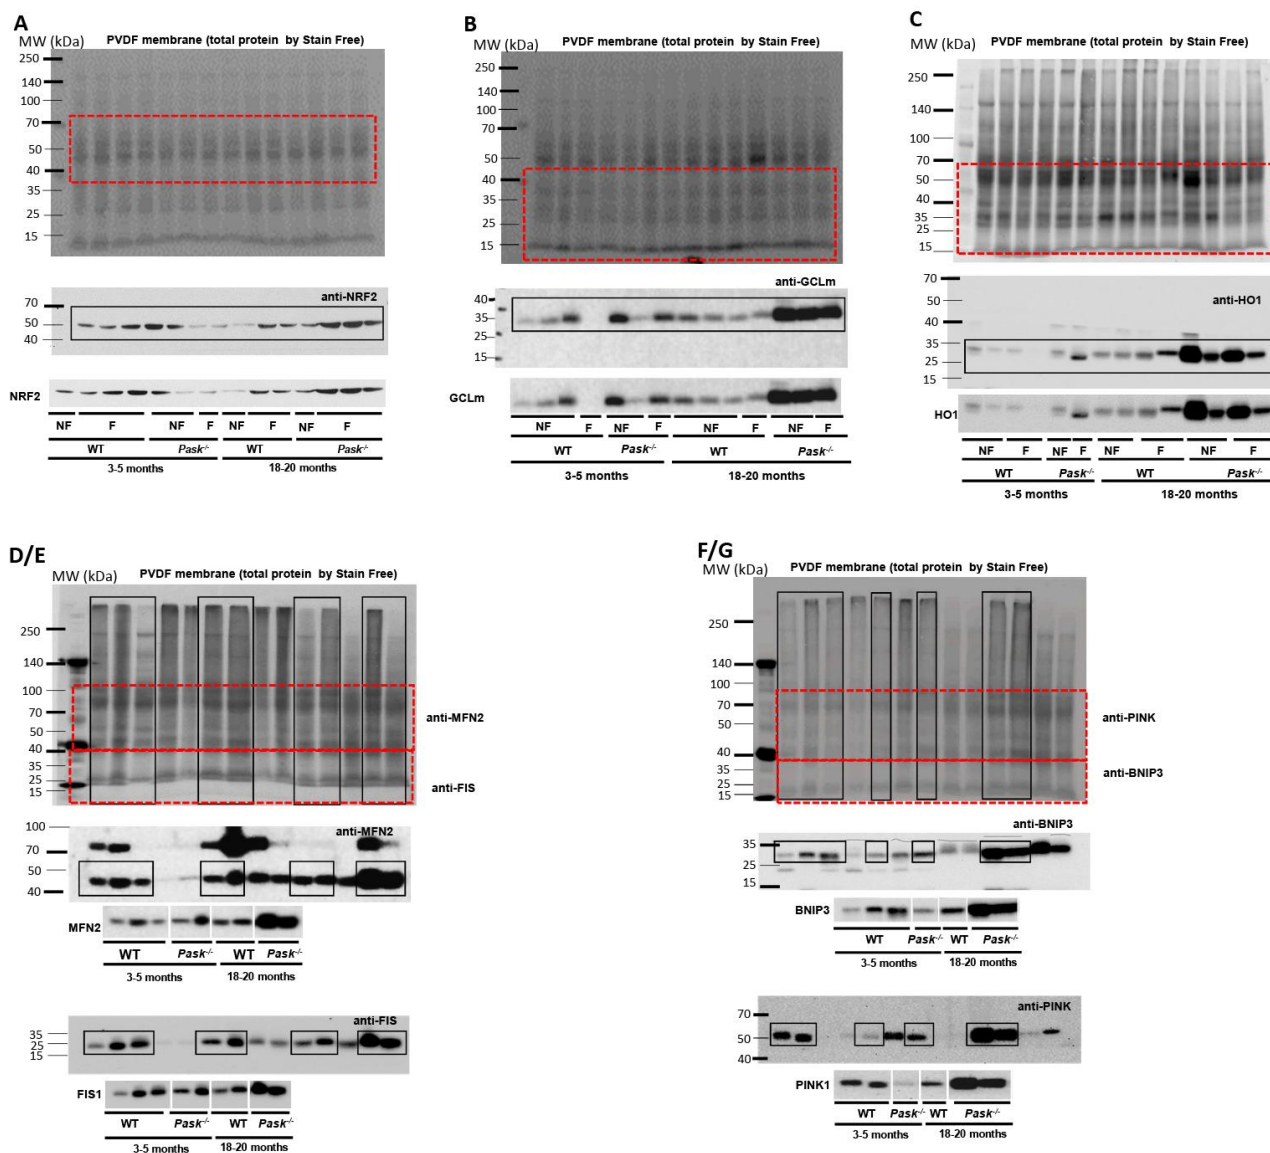 A
MW (kDa)
PVDF membrane (total protein by Stain Free)
250
140
100
70
50
40
35
25
15
anti-NRF2
70
50
40
NRF2
NF F NF F NF F NF F
WT Pask-/- WT Pask-/-
3-5 months 18-20 months
B
MW (kDa)
PVDF membrane (total protein by Stain Free)
250
140
100
70
50
40
35
25
15
anti-GCLm
40
35
25
15
GCLm
NF F NF F NF F NF F
WT Pask-/- WT Pask-/-
3-5 months 18-20 months
C
MW (kDa)
PVDF membrane (total protein by Stain Free)
250
140
100
70
50
40
35
25
15
70
50
anti-HO1
40
35
25
15
HO1
NF F NF F NF F NF F
WT Pask-/- WT Pask-/-
3-5 months 18-20 months
D/E
MW (kDa)
PVDF membrane (total protein by Stain Free)
250
140
100
70
50
40
35
25
15
anti-MFN2
anti-FIS
100
anti-MFN2
70
50
40
MFN2
WT Pask-/- WT Pask-/-
3-5 months 18-20 months
anti-FIS
35
25
15
FIS1
WT Pask-/- WT Pask-/-
3-5 months 18-20 months
F/G
MW (kDa)
PVDF membrane (total protein by Stain Free)
250
140
100
70
50
40
35
25
15
anti-PINK
anti-BNIP3
anti-BNIP3
35
25
15
BNIP3
WT Pask-/- WT Pask-/-
3-5 months 18-20 months
anti-PINK
70
50
40
PINK1
WT Pask-/- WT Pask-/-
3-5 months 18-20 months